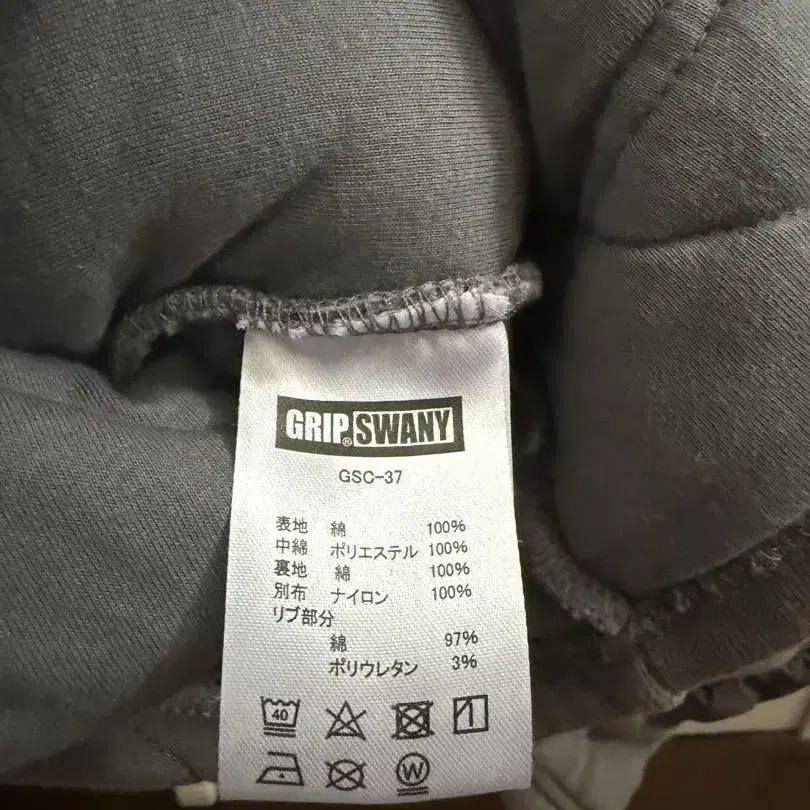 GRIP®SWANY
GSC-37
表地 綿 100%
中綿 ポリエステル 100%
裏地 綿 100%
別布 ナイロン 100%
リブ部分
綿 97%
ポリウレタン 3%
40
W